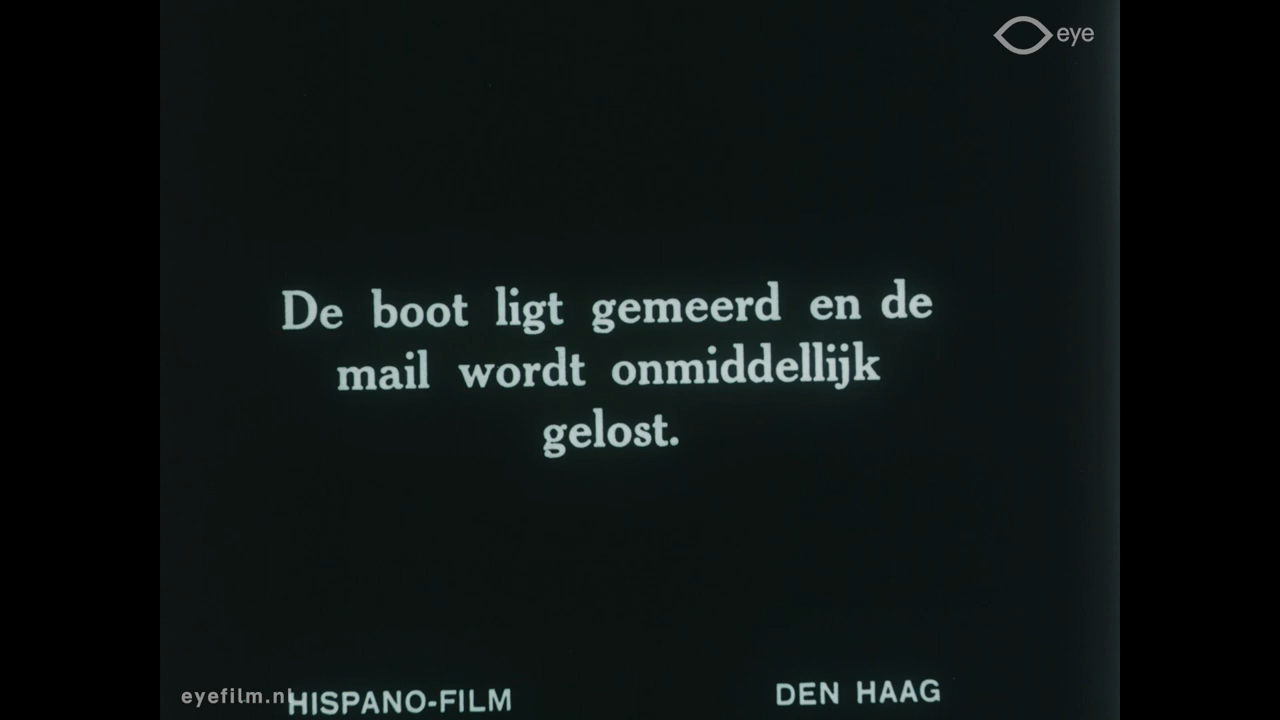 eye
De boot ligt gemeerd en de
mail wordt onmiddellijk
gelost.
eyefilm.nl
HISPANO-FILM
DEN HAAG